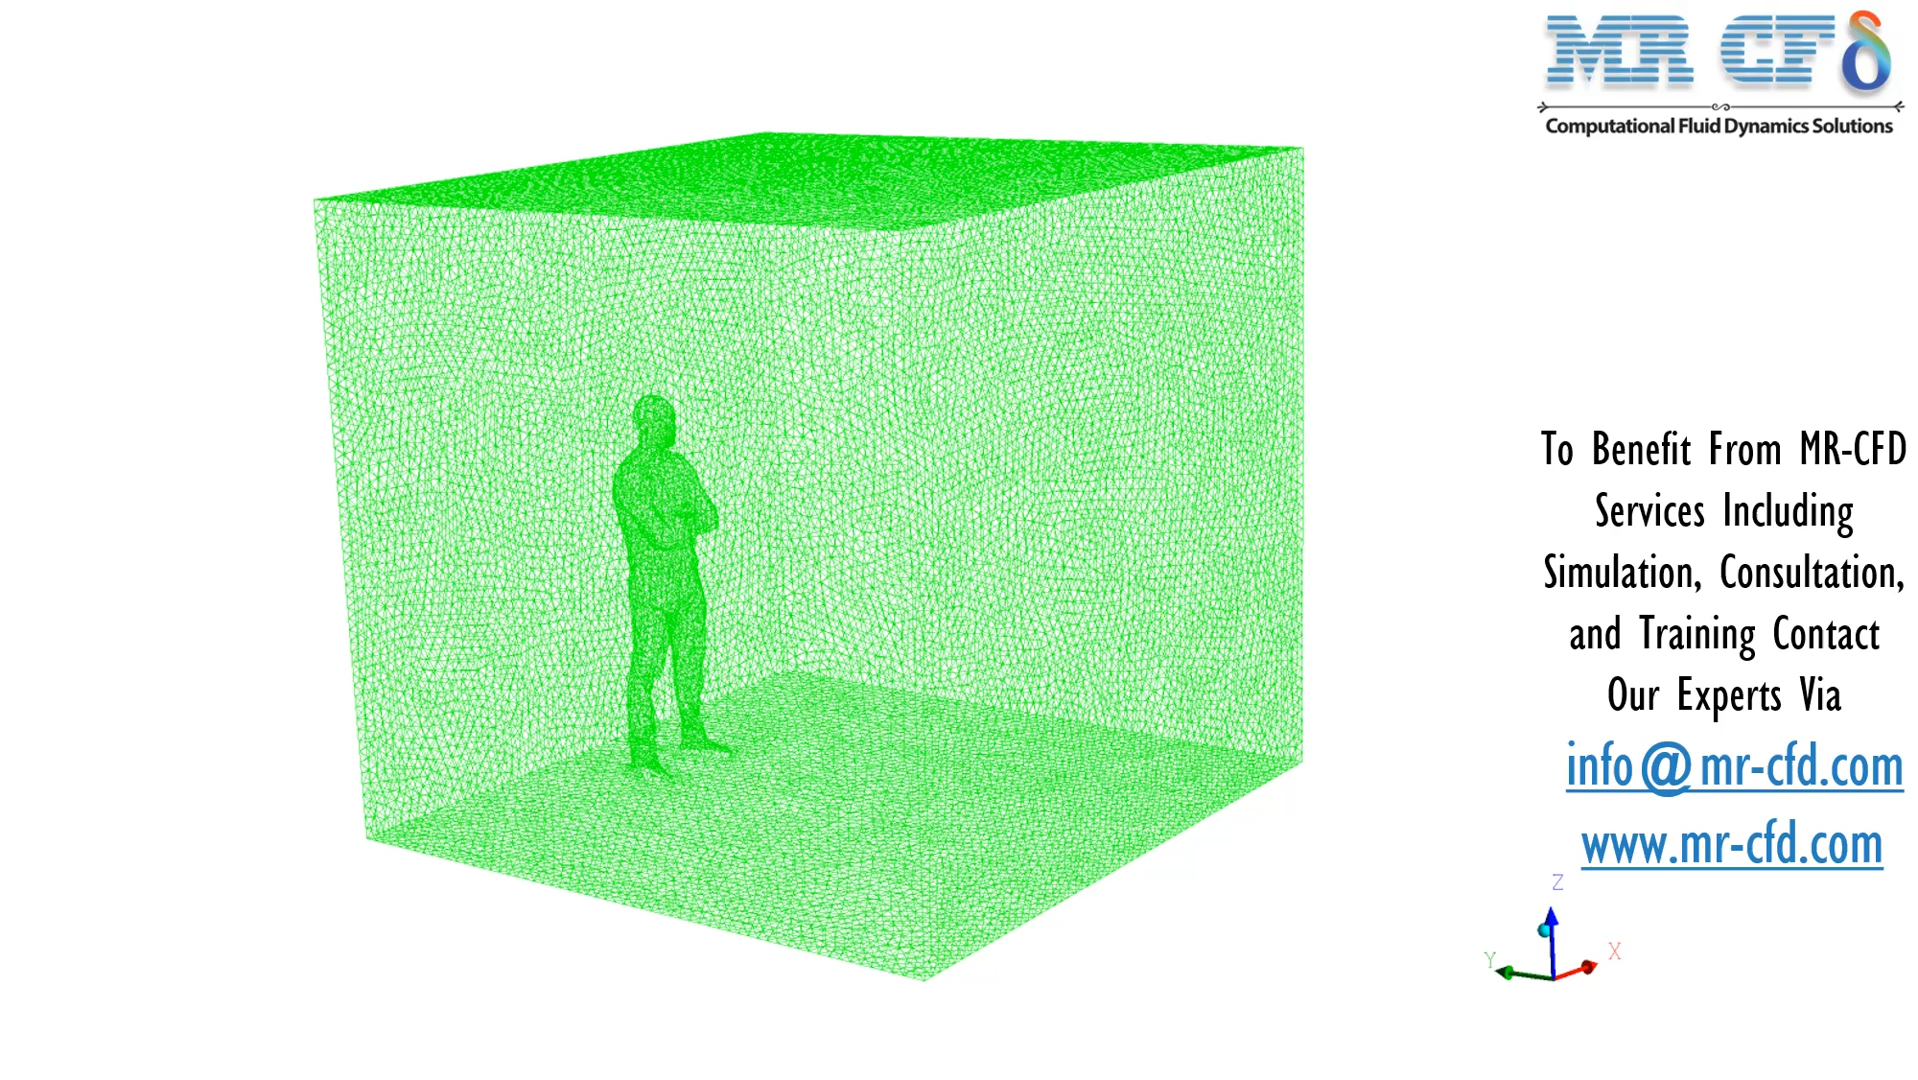 MR CFδ
Computational Fluid Dynamics Solutions
To Benefit From MR-CFD
Services Including
Simulation, Consultation,
and Training Contact
Our Experts Via
info@mr-cfd.com
www.mr-cfd.com
Z
Y
X